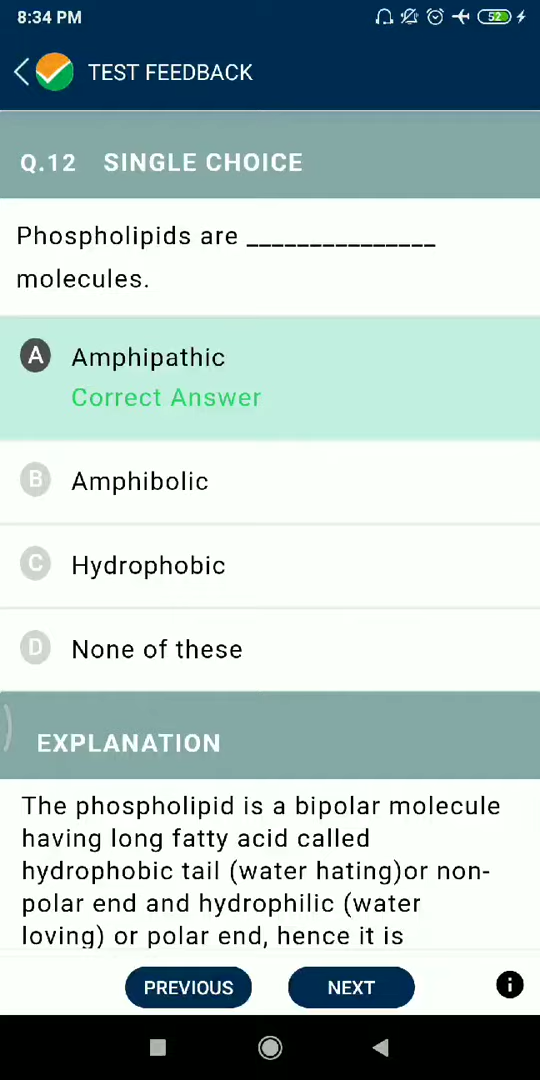 8:34 PM
52
TEST FEEDBACK
Q.12 SINGLE CHOICE
Phospholipids are _______________
molecules.
A Amphipathic
Correct Answer
B Amphibolic
C Hydrophobic
D None of these
EXPLANATION
The phospholipid is a bipolar molecule
having long fatty acid called
hydrophobic tail (water hating)or non-
polar end and hydrophilic (water
loving) or polar end, hence it is
PREVIOUS NEXT